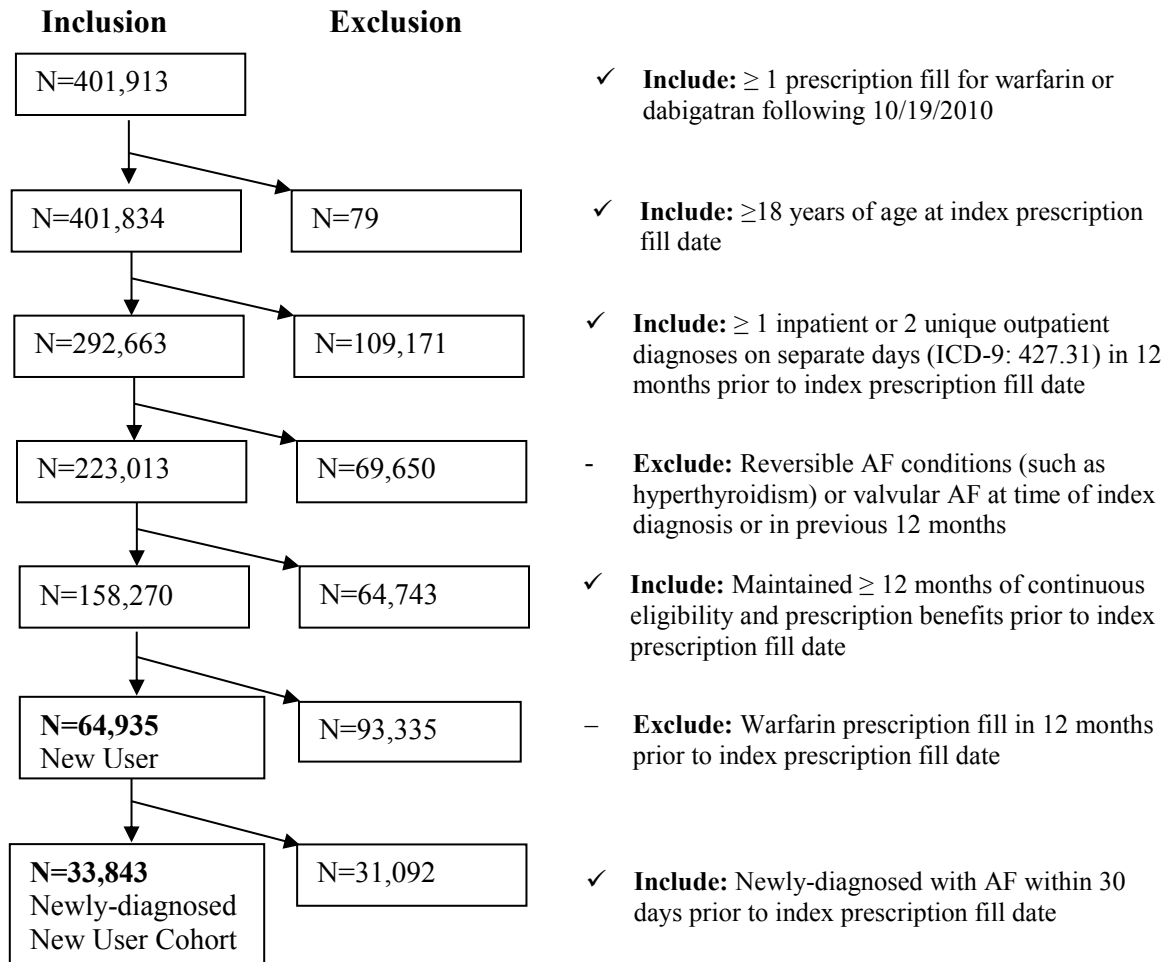 Inclusion Exclusion
N=401,913
✓ Include: ≥ 1 prescription fill for warfarin or
dabigatran following 10/19/2010
N=401,834 N=79
✓ Include: ≥18 years of age at index prescription
fill date
N=292,663 N=109,171
✓ Include: ≥ 1 inpatient or 2 unique outpatient
diagnoses on separate days (ICD-9: 427.31) in 12
months prior to index prescription fill date
N=223,013 N=69,650
- Exclude: Reversible AF conditions (such as
hyperthyroidism) or valvular AF at time of index
diagnosis or in previous 12 months
N=158,270 N=64,743
✓ Include: Maintained ≥ 12 months of continuous
eligibility and prescription benefits prior to index
prescription fill date
N=64,935
New User
N=93,335
– Exclude: Warfarin prescription fill in 12 months
prior to index prescription fill date
N=33,843
Newly-diagnosed
New User Cohort
N=31,092
✓ Include: Newly-diagnosed with AF within 30
days prior to index prescription fill date